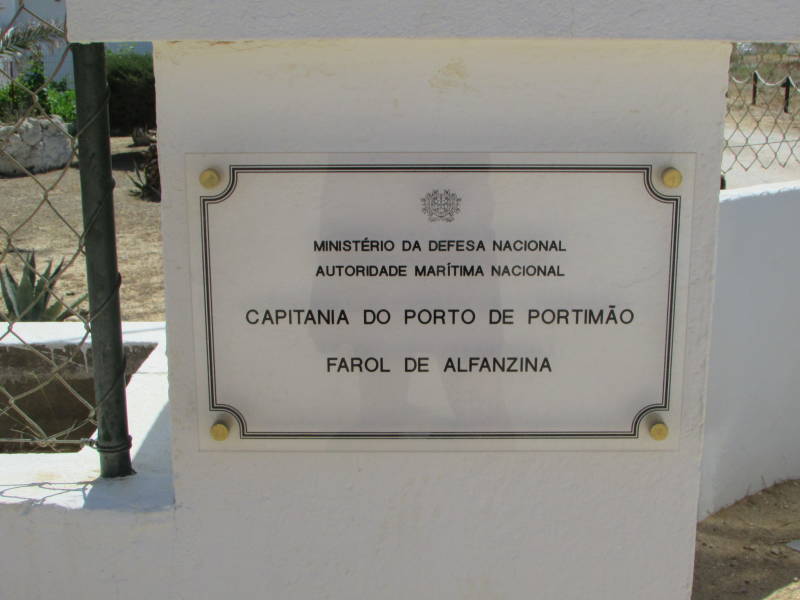 MINISTÉRIO DA DEFESA NACIONAL
AUTORIDADE MARÍTIMA NACIONAL
CAPITANIA DO PORTO DE PORTIMÃO
FAROL DE ALFANZINA